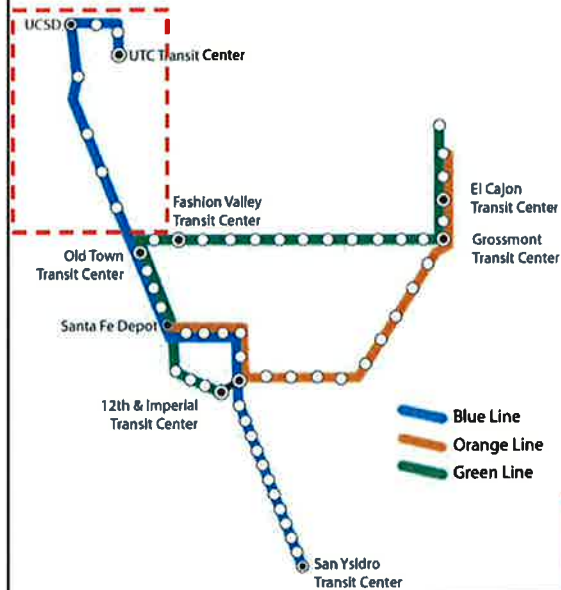 UCSD
UTC Transit Center
Fashion Valley
Transit Center
El Cajon
Transit Center
Grossmont
Transit Center
Old Town
Transit Center
Santa Fe Depot
12th & Imperial
Transit Center
Blue Line
Orange Line
Green Line
San Ysidro
Transit Center